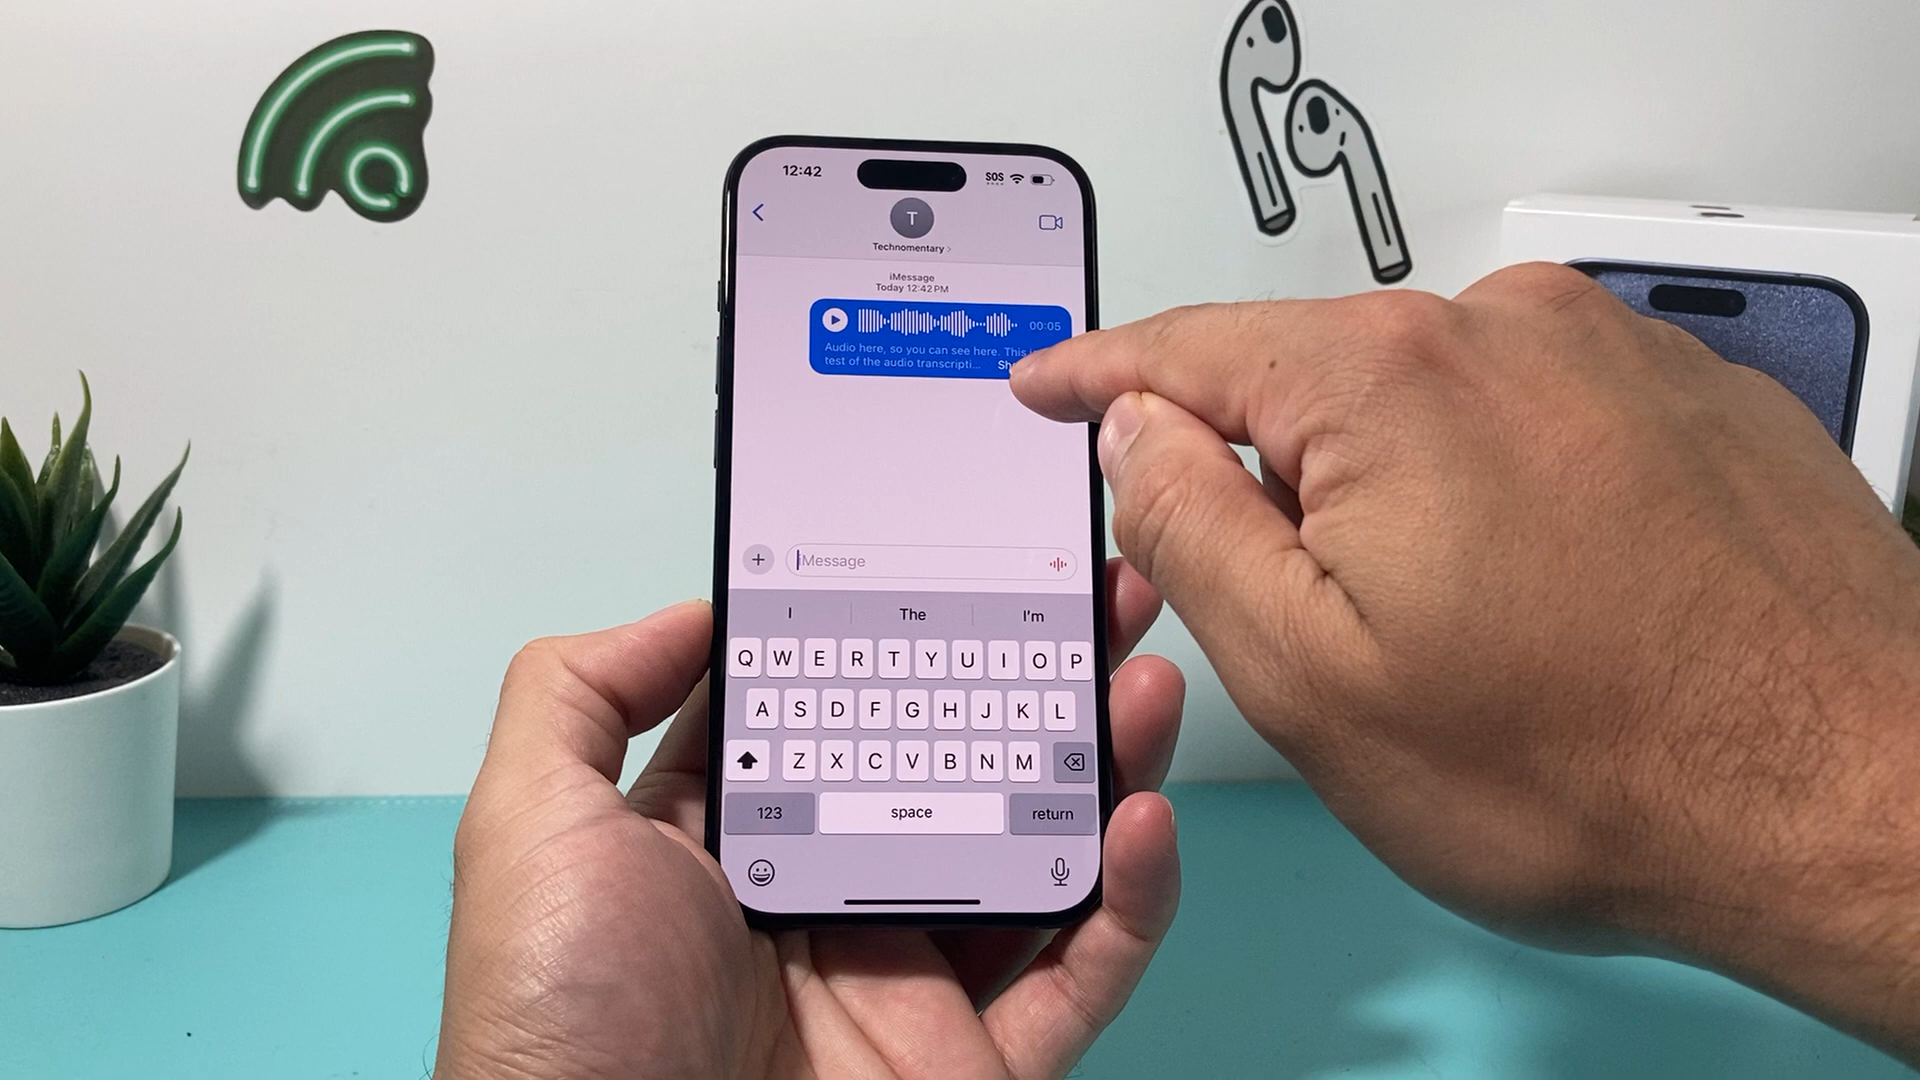 12:42
SOS
T
Technomentary
iMessage
Today 12:42 PM
00:05
Audio here, so you can see here. This
test of the audio transcripti...
iMessage
I The I'm
Q W E R T Y U I O P
A S D F G H J K L
Z X C V B N M
123 space return